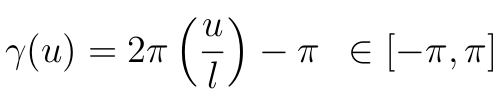 γ(u) = 2π (u/l) − π ∈ [−π, π]